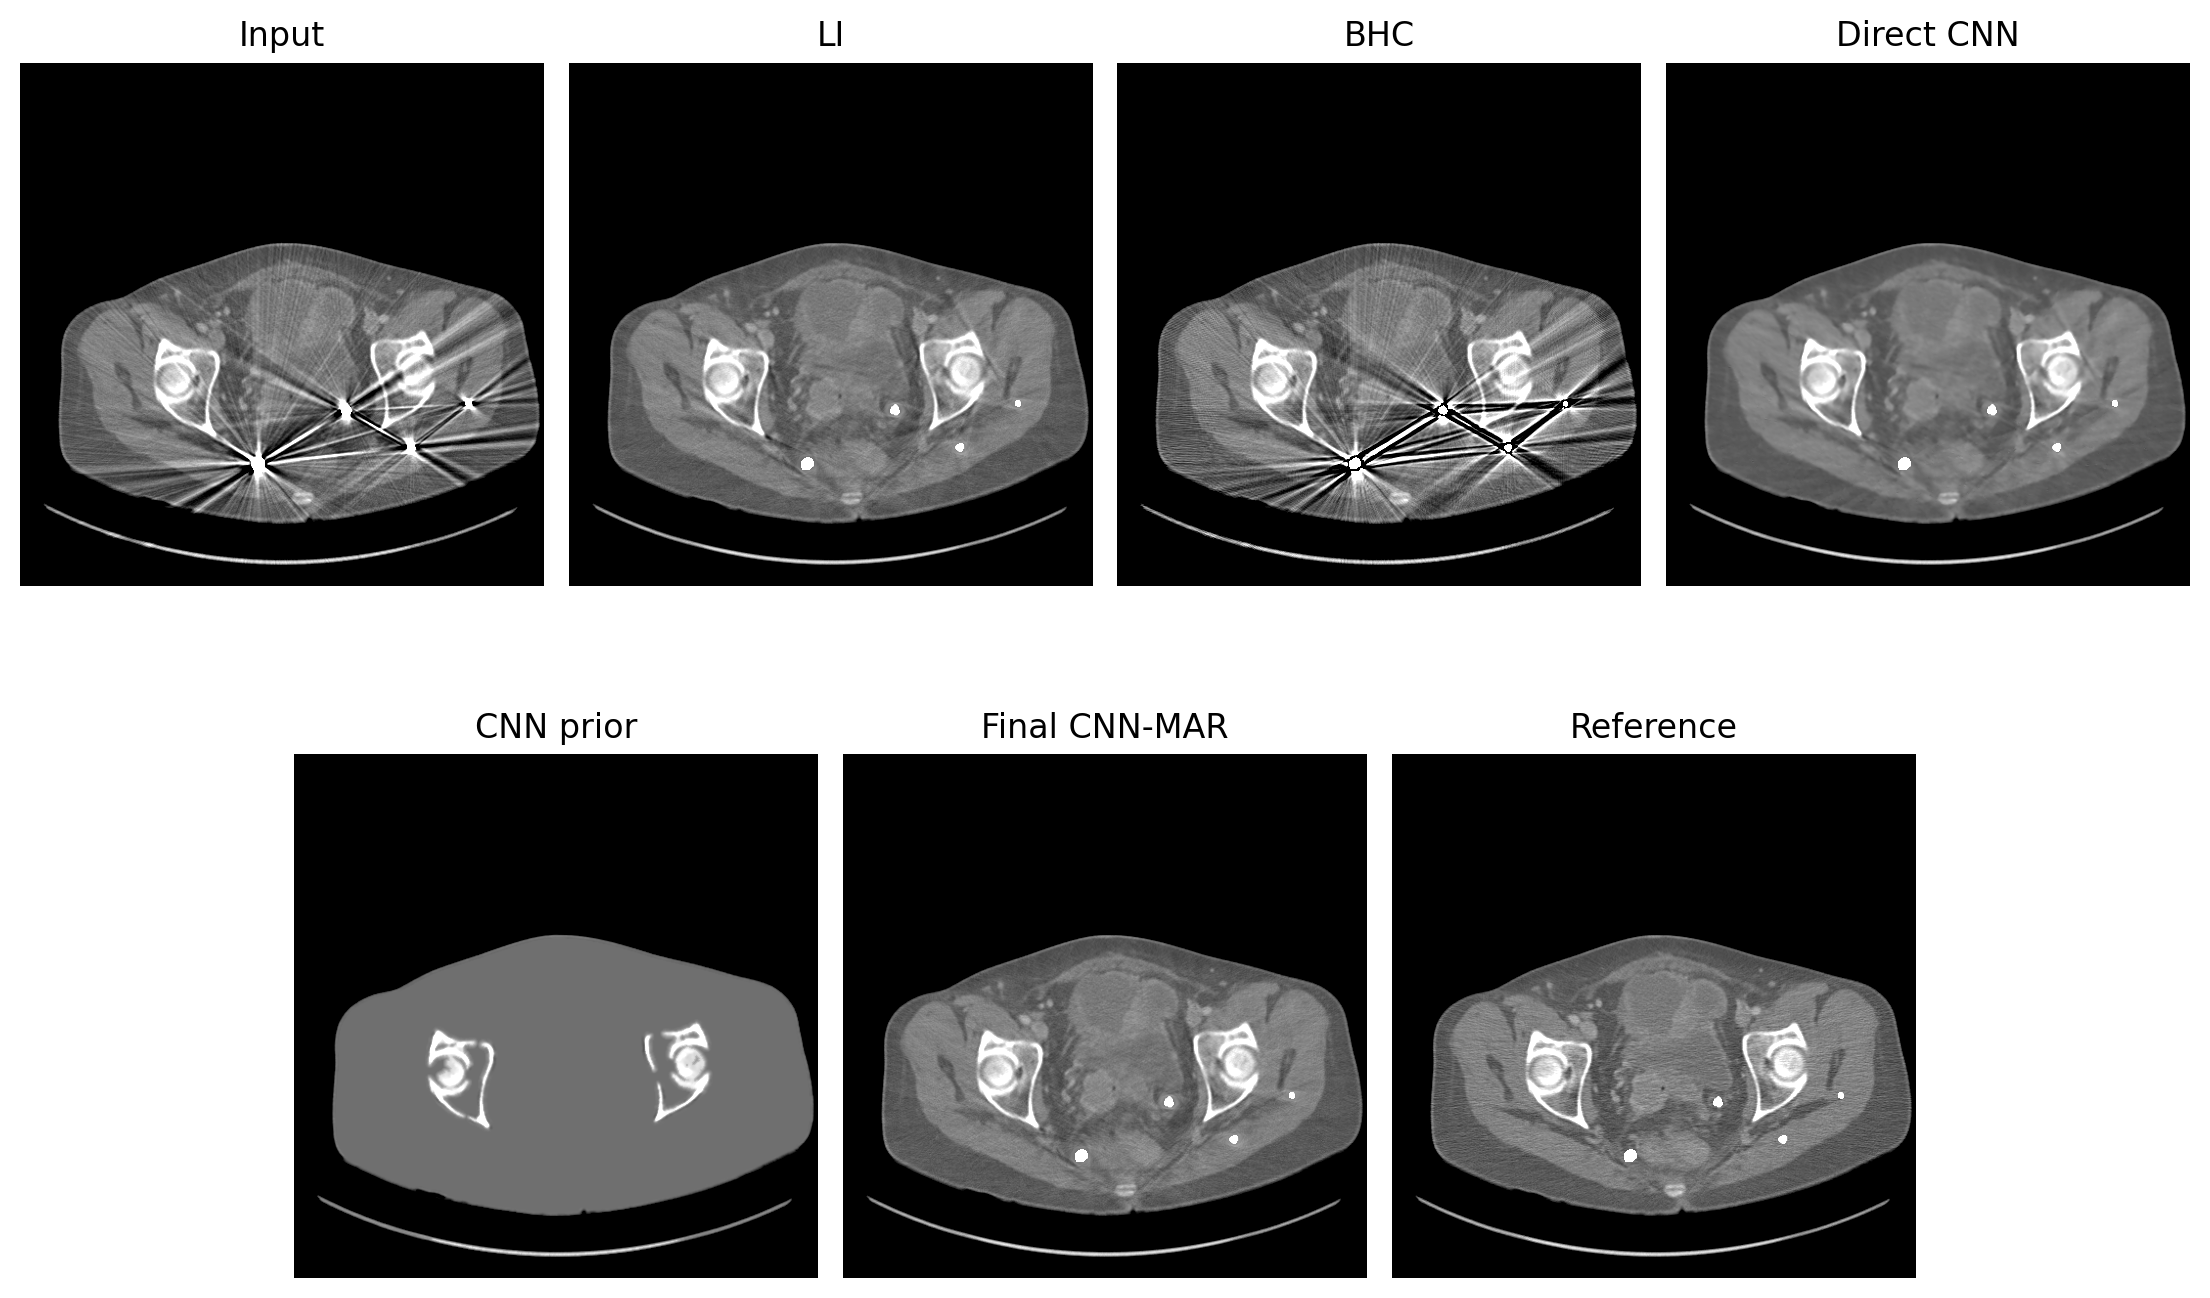 Input
LI
BHC
Direct CNN
CNN prior
Final CNN-MAR
Reference